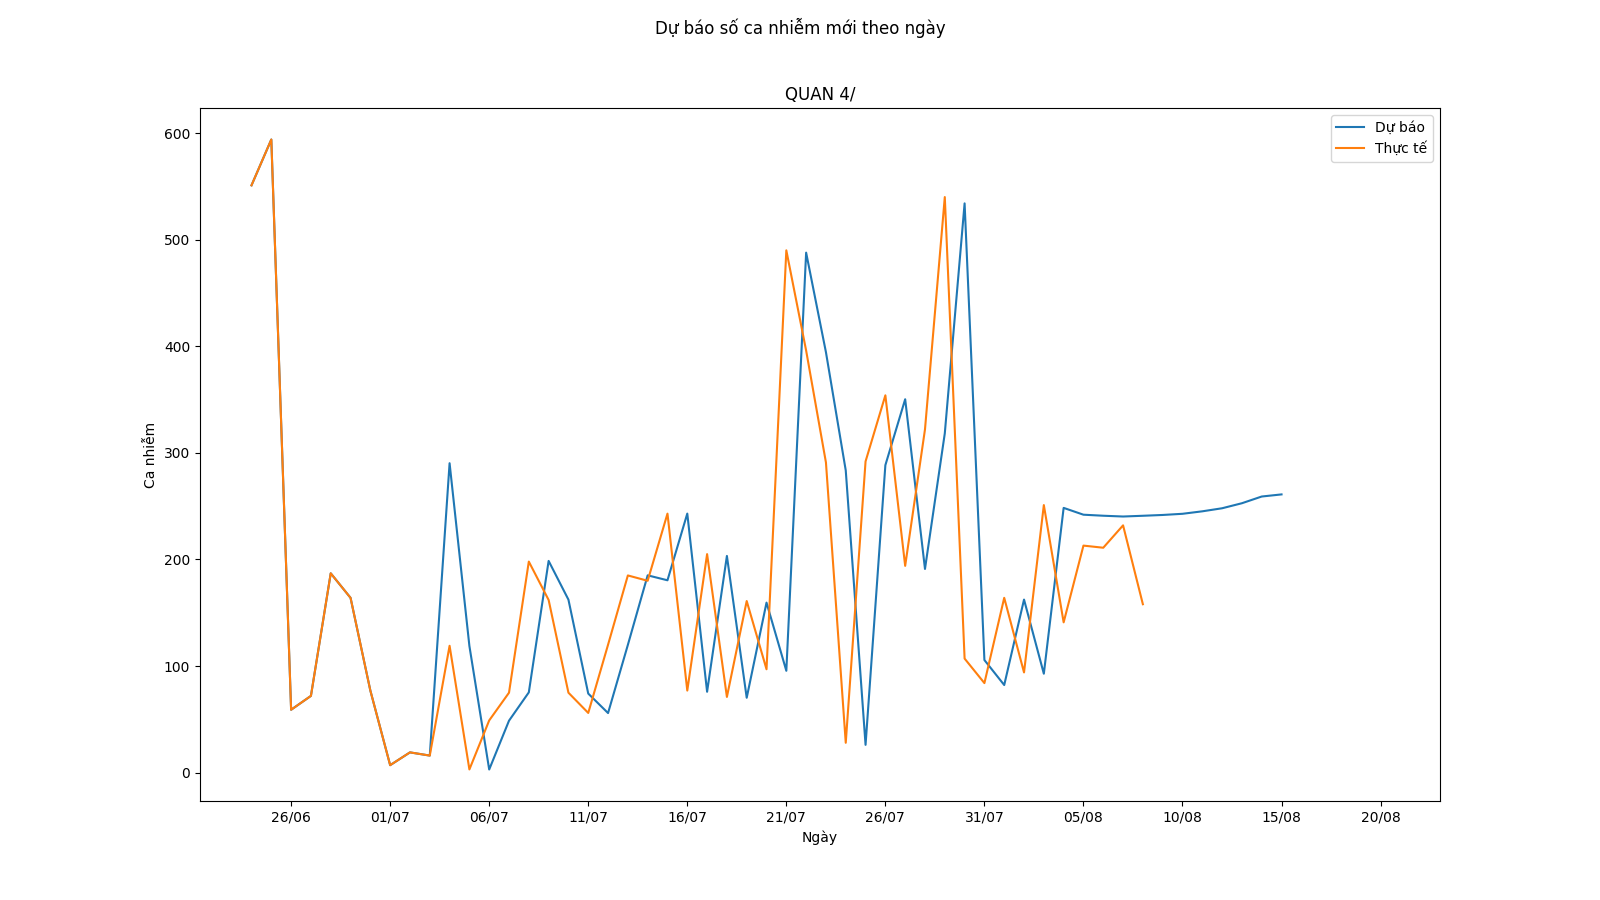 Dự báo số ca nhiễm mới theo ngày
QUAN 4/
Dự báo
Thực tế
600
500
400
300
200
100
0
Ca nhiễm
26/06 01/07 06/07 11/07 16/07 21/07 26/07 31/07 05/08 10/08 15/08 20/08
Ngày